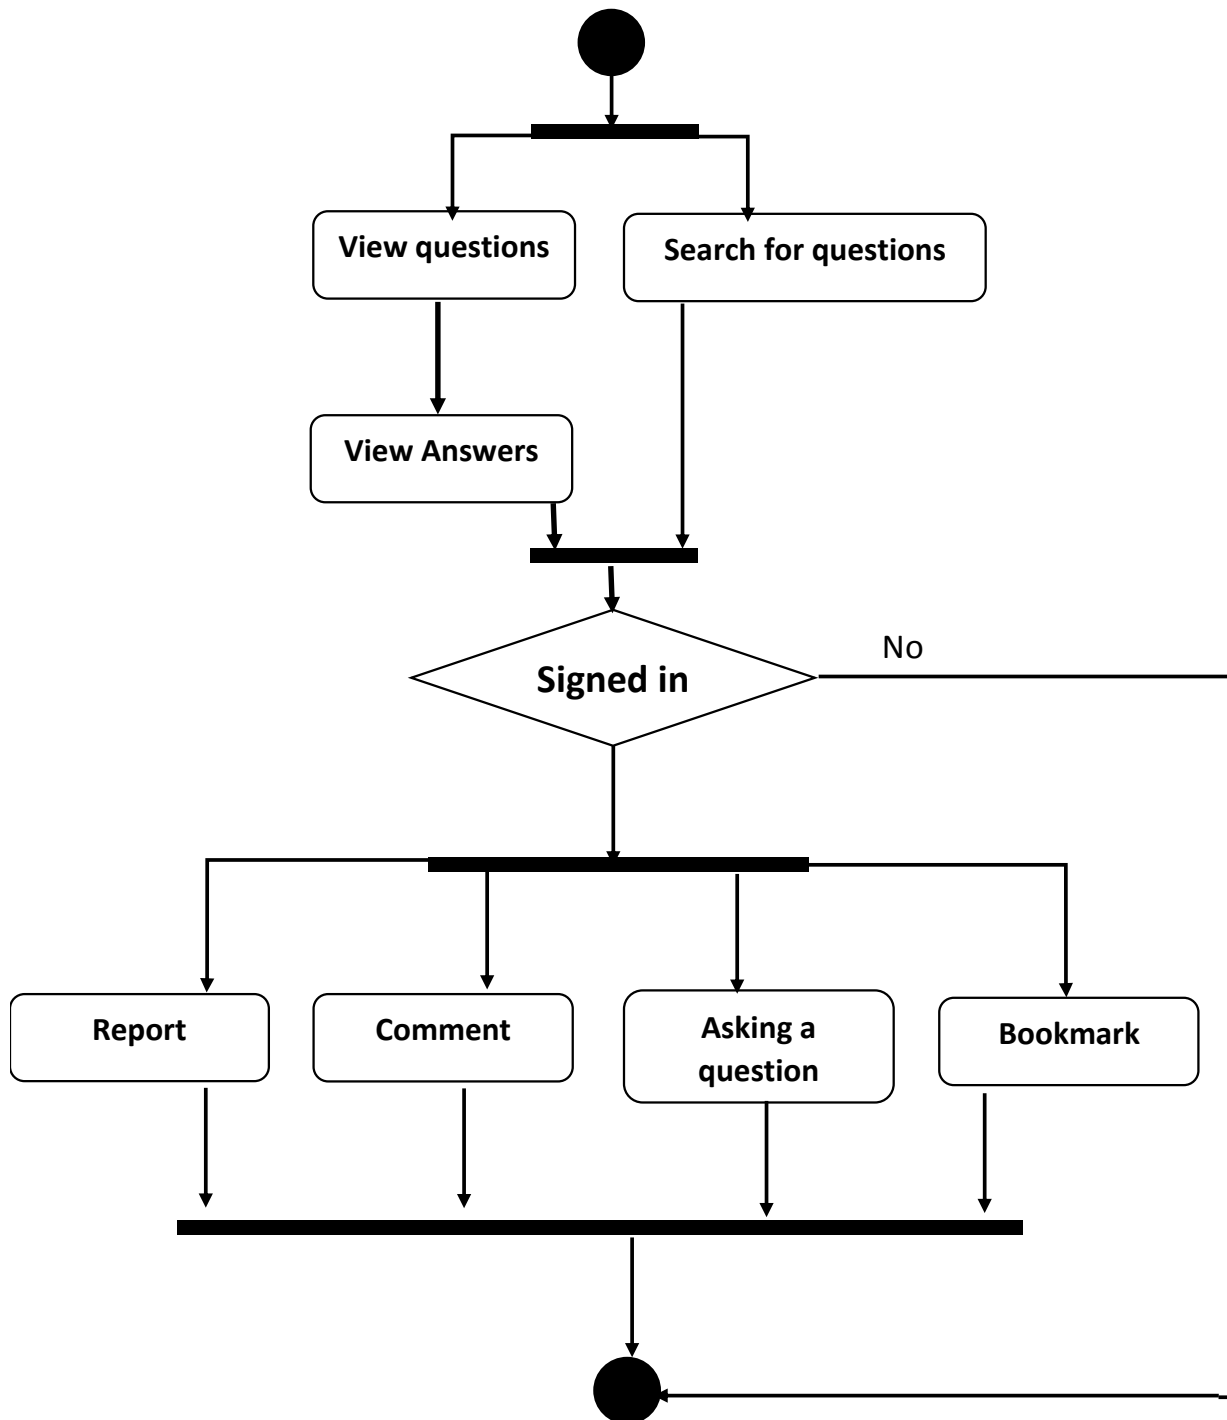 View questions
Search for questions
View Answers
No
Signed in
Report
Comment
Asking a
question
Bookmark